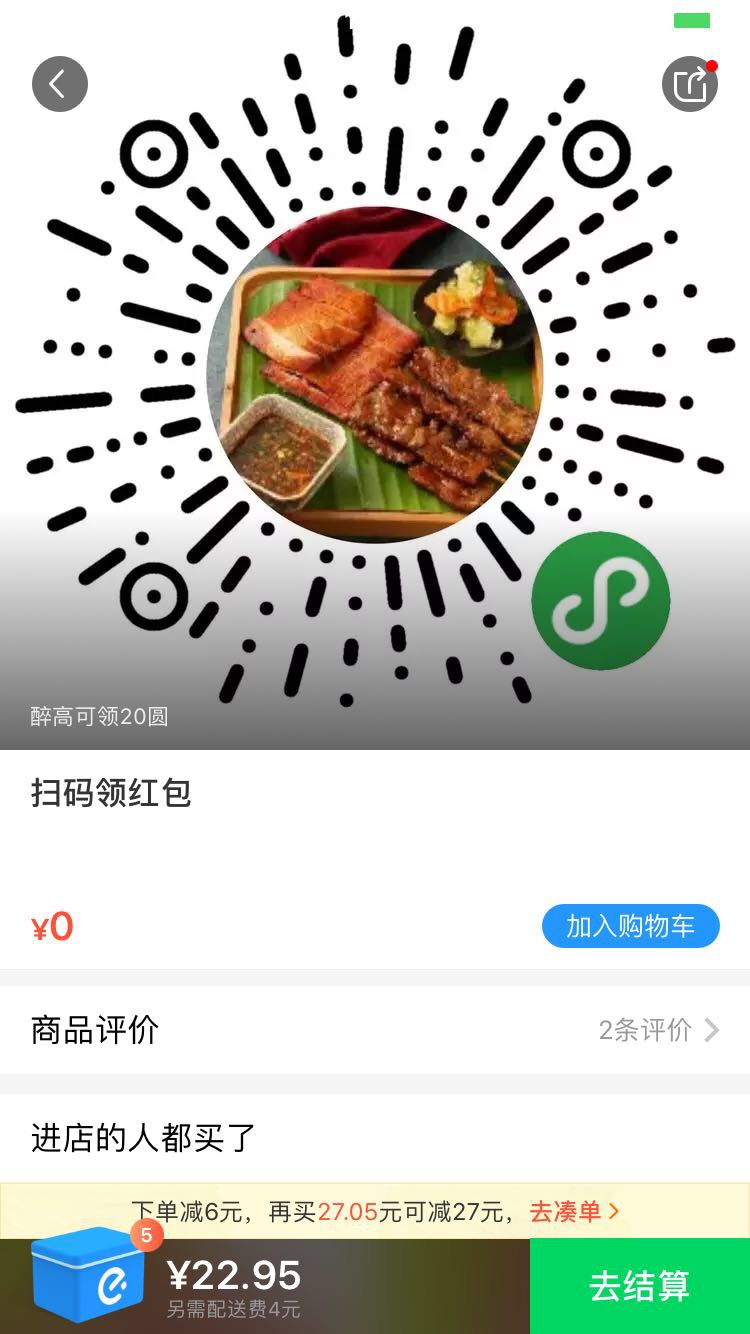 醉高可领20圆
扫码领红包
¥0
加入购物车
商品评价
2条评价
进店的人都买了
下单减6元，再买27.05元可减27元，去凑单
5
¥22.95
另需配送费4元
去结算